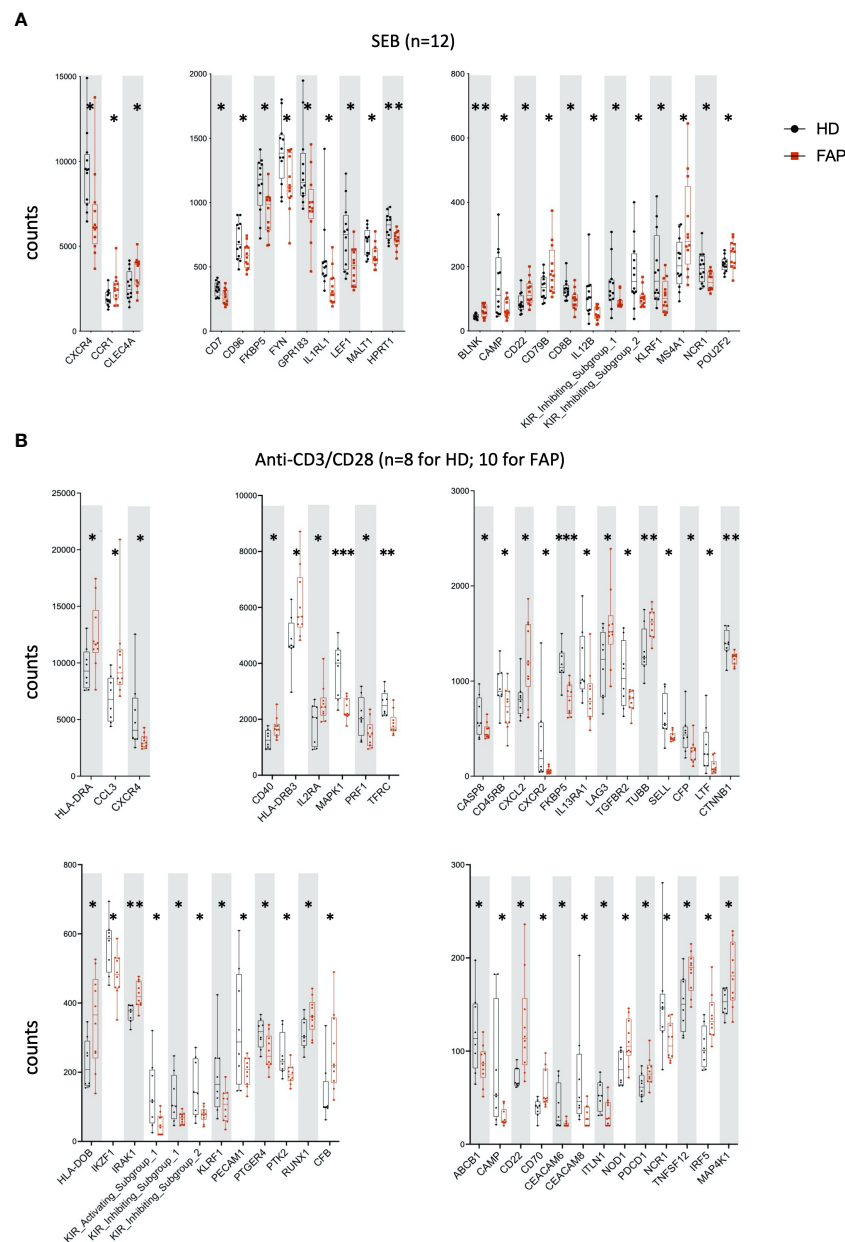 A
SEB (n=12)
HD
FAP
counts
15000
10000
5000
0
CXCR4
CCR1
CLEC4A
2000
1500
1000
500
0
CD7
CD96
FKBP5
FYN
GPR183
IL1RL1
LEF1
MALT1
HPRT1
800
600
400
200
0
BLNK
CAMP
CD22
CD79B
CD8B
IL12B
KIR_Inhibiting_Subgroup_1
KIR_Inhibiting_Subgroup_2
KLRF1
MS4A1
NCR1
POU2F2
B
Anti-CD3/CD28 (n=8 for HD; 10 for FAP)
counts
25000
20000
15000
10000
5000
0
HLA-DRA
CCL3
CXCR4
10000
8000
6000
4000
2000
0
CD40
HLA-DRB3
IL2RA
MAPK1
PRF1
TFRC
3000
2000
1000
0
CASP8
CD45RB
CXCL2
CXCR2
FKBP5
IL13RA1
LAG3
TGFBR2
TUBB
SELL
CFP
LTF
CTNNB1
counts
800
600
400
200
0
HLA-DOB
IKZF1
IRAK1
KIR_Activating_Subgroup_1
KIR_Inhibiting_Subgroup_1
KIR_Inhibiting_Subgroup_2
KLRF1
PECAM1
PTGER4
PTK2
RUNX1
CFB
300
200
100
0
ABCB1
CAMP
CD22
CD70
CEACAM6
CEACAM8
ITLN1
NOD1
PDCD1
NCR1
TNFSF12
IRF5
MAP4K1